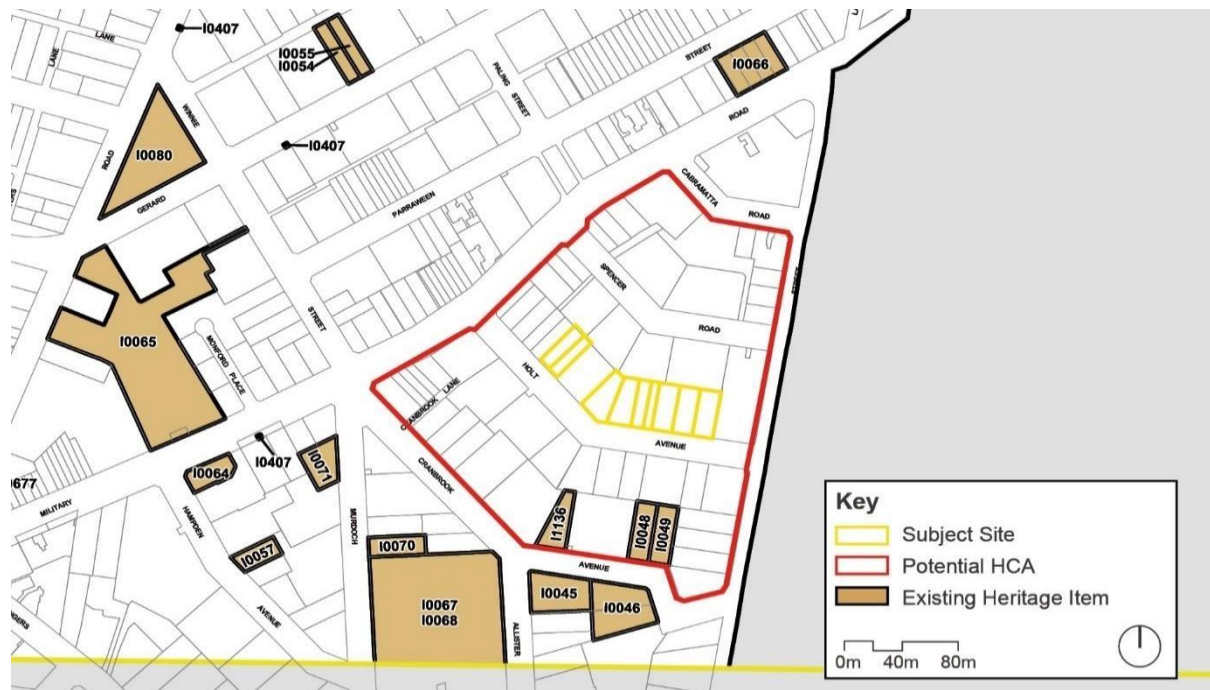 LANE
LANE
I0407
I0055
I0054
PALING
STREET
STREET
I0066
ROAD
WINNIE
I0080
ROAD
I0407
GERARD
PARRAWEEN
CABRAMATTA
ROAD
STREET
SPENCER
ROAD
STREET
I0065
MONFORD
PLACE
HOLT
AVENUE
CRANBROOK LANE
I0407
I0071
I0064
CRANBROOK
MILITARY
HAMPDEN
MURDOCH
I1136
I0048
I0049
I0057
I0070
AVENUE
I0045
I0046
I0067
I0068
AVENUE
ALLISTER
Key
Subject Site
Potential HCA
Existing Heritage Item
0m 40m 80m